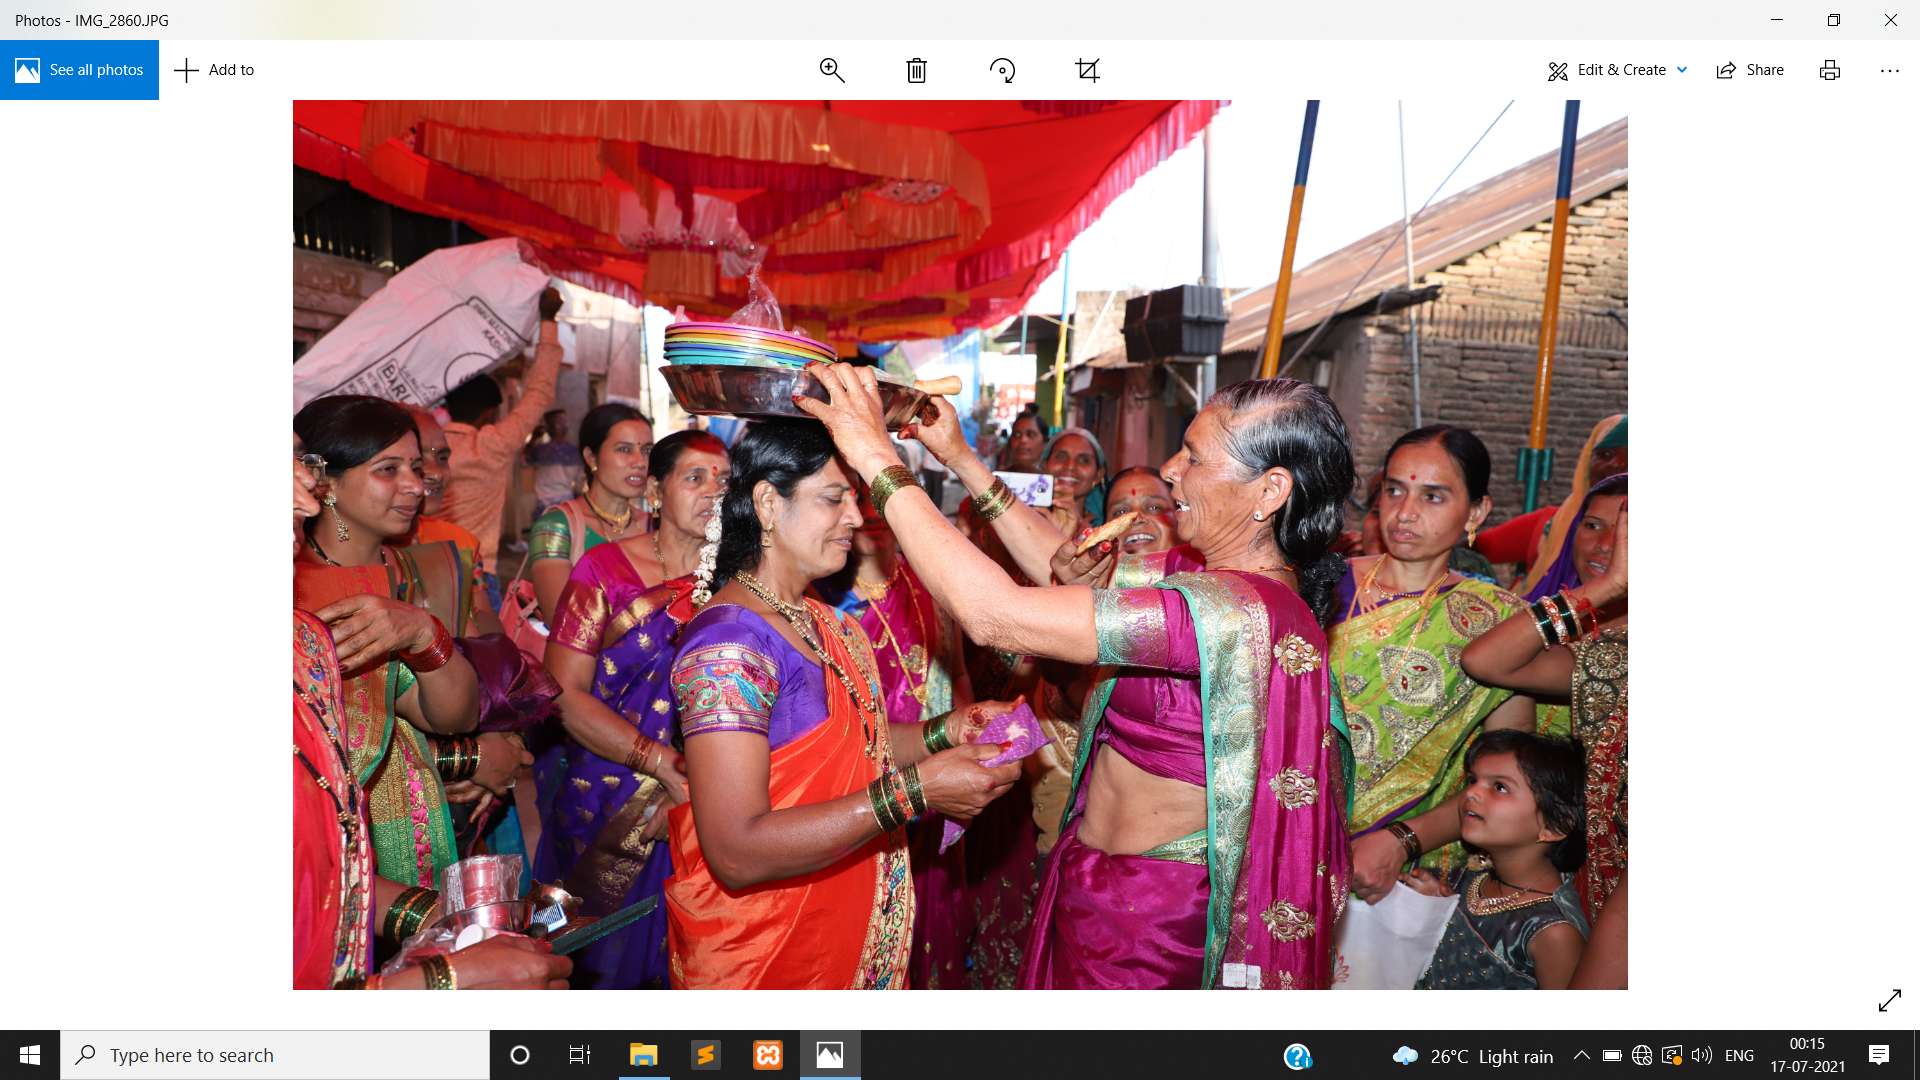 Photos - IMG_2860.JPG
See all photos
Add to
Edit & Create
Share
Type here to search
26°C Light rain
ENG
00:15
17-07-2021